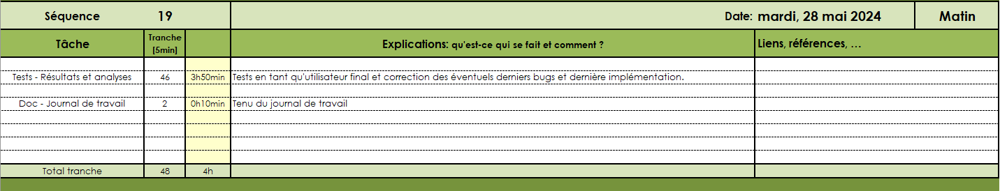 Séquence 19 Date: mardi, 28 mai 2024 Matin
Tâche Tranche [5min] Explications: qu'est-ce qui se fait et comment ? Liens, références, …
Tests - Résultats et analyses 46 3h50min Tests en tant qu'utilisateur final et correction des éventuels derniers bugs et dernière implémentation.
Doc - Journal de travail 2 0h10min Tenu du journal de travail
Total tranche 48 4h